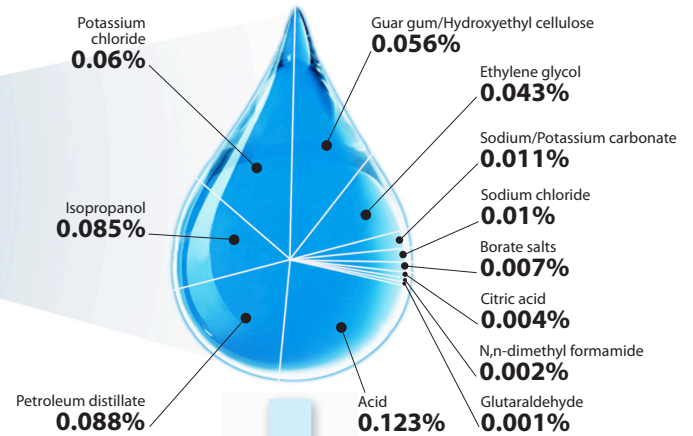 Potassium
chloride
0.06%
Guar gum/Hydroxyethyl cellulose
0.056%
Ethylene glycol
0.043%
Sodium/Potassium carbonate
0.011%
Sodium chloride
0.01%
Isopropanol
0.085%
Borate salts
0.007%
Citric acid
0.004%
N,n-dimethyl formamide
0.002%
Petroleum distillate
0.088%
Acid
0.123%
Glutaraldehyde
0.001%